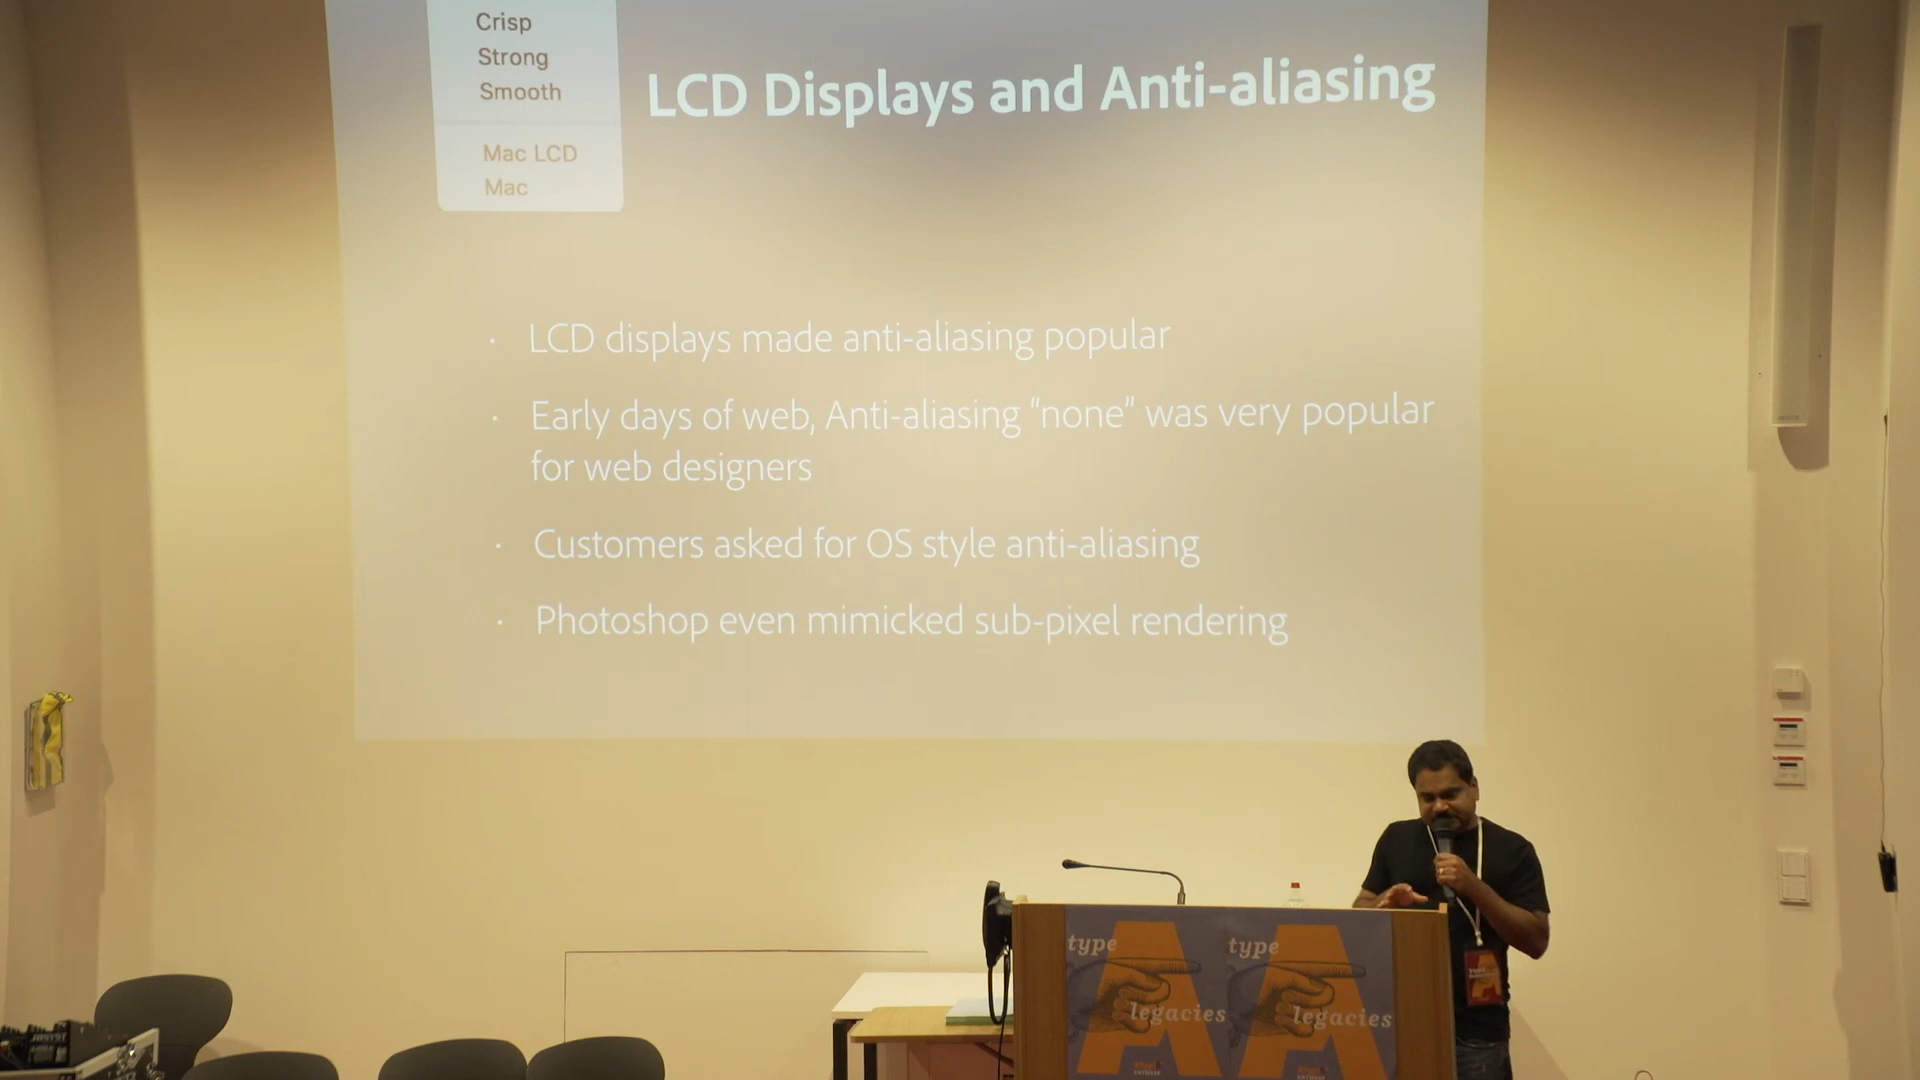 Crisp
Strong
Smooth
Mac LCD
Mac
LCD Displays and Anti-aliasing
· LCD displays made anti-aliasing popular
· Early days of web, Anti-aliasing “none” was very popular
for web designers
· Customers asked for OS style anti-aliasing
· Photoshop even mimicked sub-pixel rendering
type
legacies
type
legacies